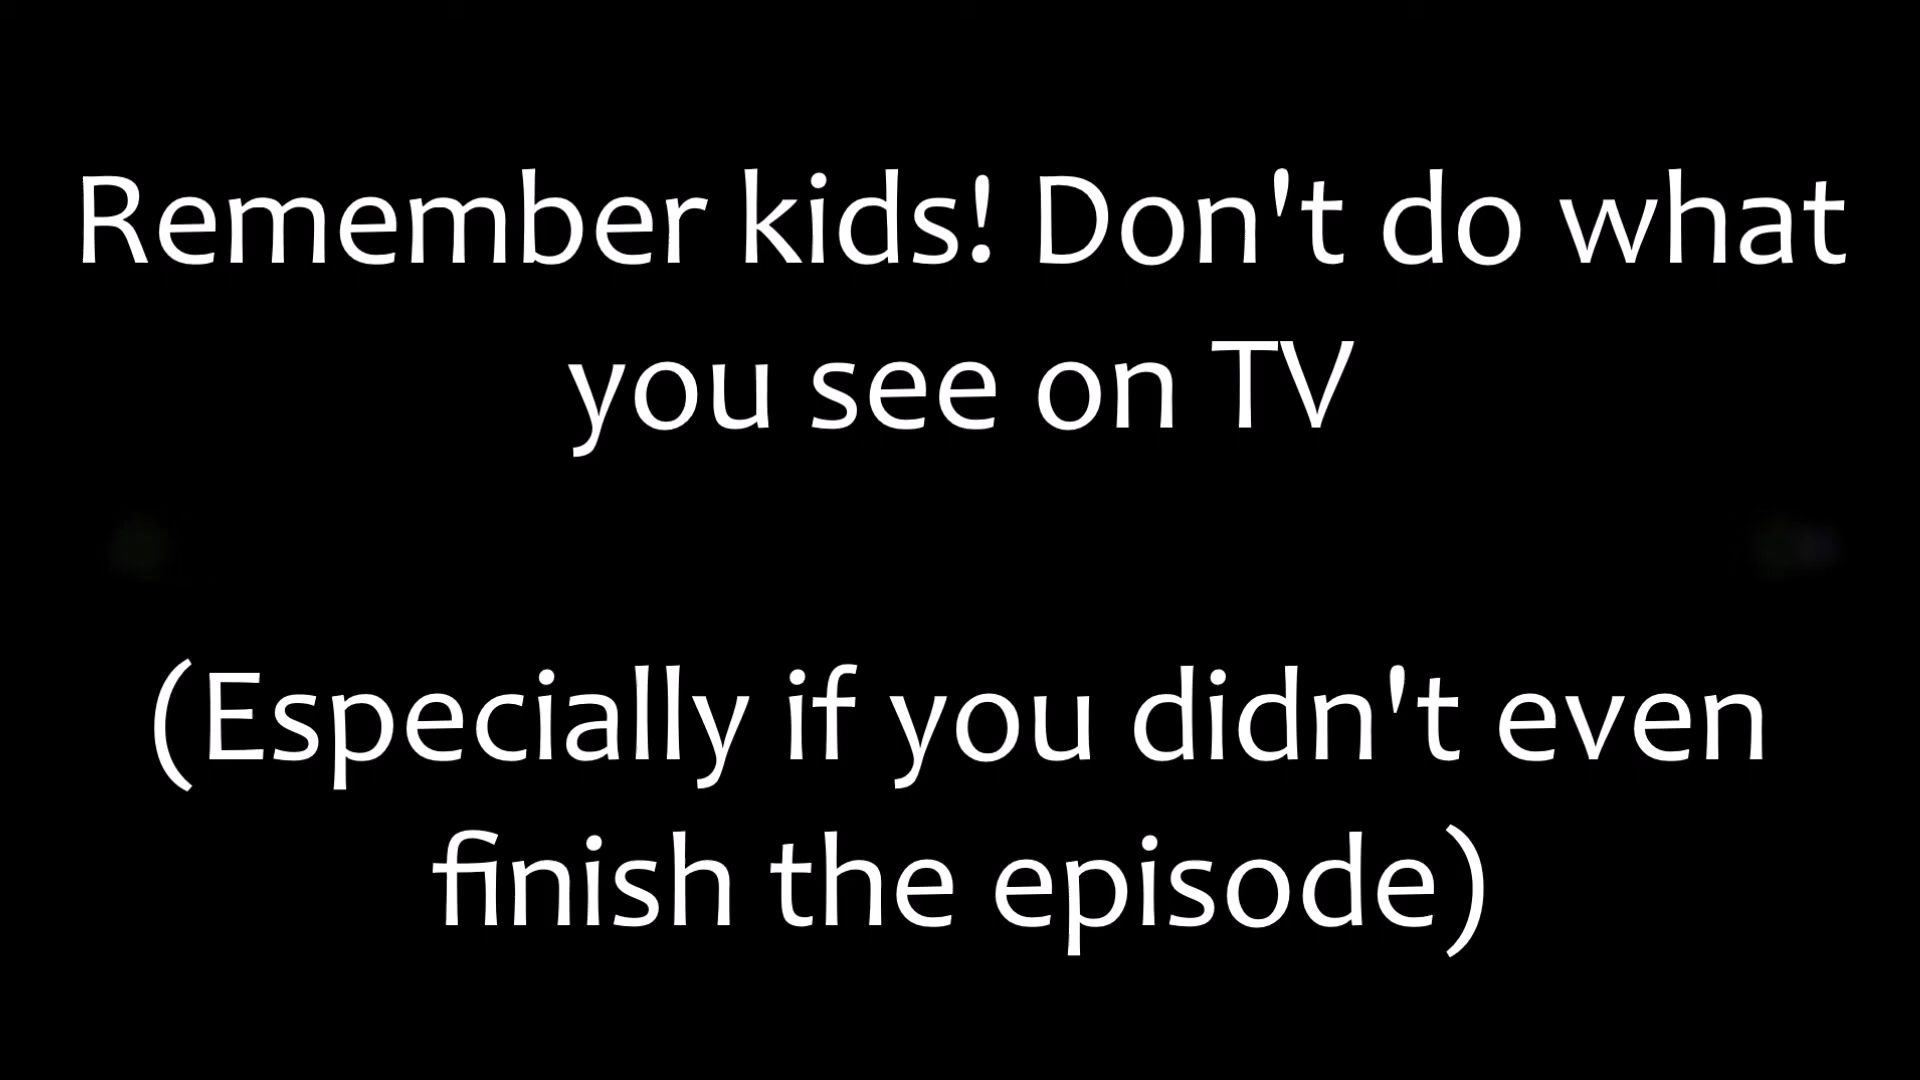 Remember kids! Don't do what
you see on TV
(Especially if you didn't even
finish the episode)